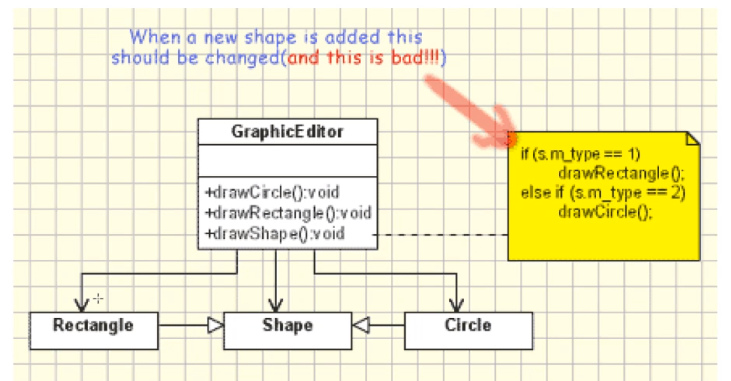 When a new shape is added this
should be changed(and this is bad!!!)
GraphicEditor
+drawCircle():void
+drawRectangle():void
+drawShape():void
if (s.m_type == 1)
drawRectangle();
else if (s.m_type == 2)
drawCircle();
Rectangle
Shape
Circle